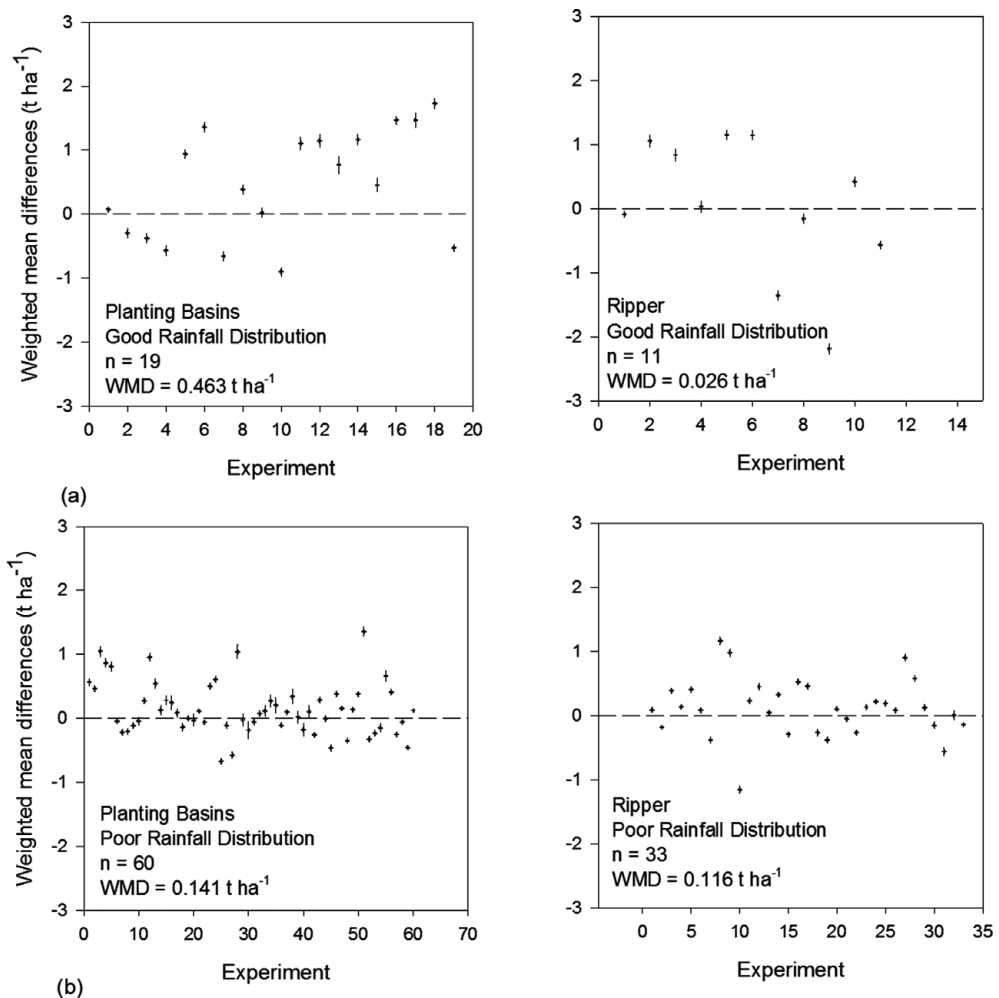 3
2
1
0
-1
-2
-3
Weighted mean differences (t ha⁻¹)
Planting Basins
Good Rainfall Distribution
n = 19
WMD = 0.463 t ha⁻¹
0 2 4 6 8 10 12 14 16 18 20
Experiment
(a)
3
2
1
0
-1
-2
-3
Ripper
Good Rainfall Distribution
n = 11
WMD = 0.026 t ha⁻¹
0 2 4 6 8 10 12 14
Experiment
3
2
1
0
-1
-2
-3
Weighted mean differences (t ha⁻¹)
Planting Basins
Poor Rainfall Distribution
n = 60
WMD = 0.141 t ha⁻¹
0 10 20 30 40 50 60 70
Experiment
(b)
3
2
1
0
-1
-2
-3
Ripper
Poor Rainfall Distribution
n = 33
WMD = 0.116 t ha⁻¹
0 5 10 15 20 25 30 35
Experiment